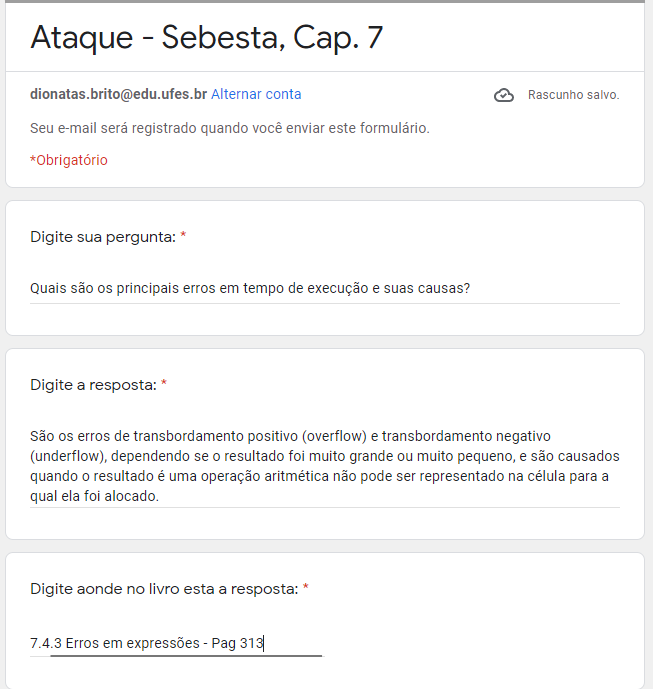 Ataque - Sebesta, Cap. 7
dionatas.brito@edu.ufes.br Alternar conta
Rascunho salvo.
Seu e-mail será registrado quando você enviar este formulário.
*Obrigatório
Digite sua pergunta: *
Quais são os principais erros em tempo de execução e suas causas?
Digite a resposta: *
São os erros de transbordamento positivo (overflow) e transbordamento negativo
(underflow), dependendo se o resultado foi muito grande ou muito pequeno, e são causados
quando o resultado é uma operação aritmética não pode ser representado na célula para a
qual ela foi alocado.
Digite aonde no livro esta a resposta: *
7.4.3 Erros em expressões - Pag 313